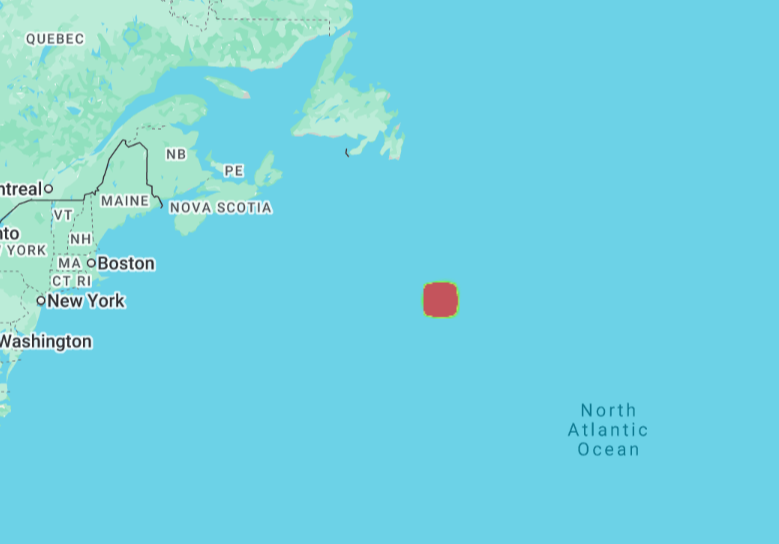 QUEBEC
NB
PE
ntreal
MAINE
NOVA SCOTIA
VT
nto
YORK
NH
MA
Boston
CT RI
New York
Washington
North
Atlantic
Ocean